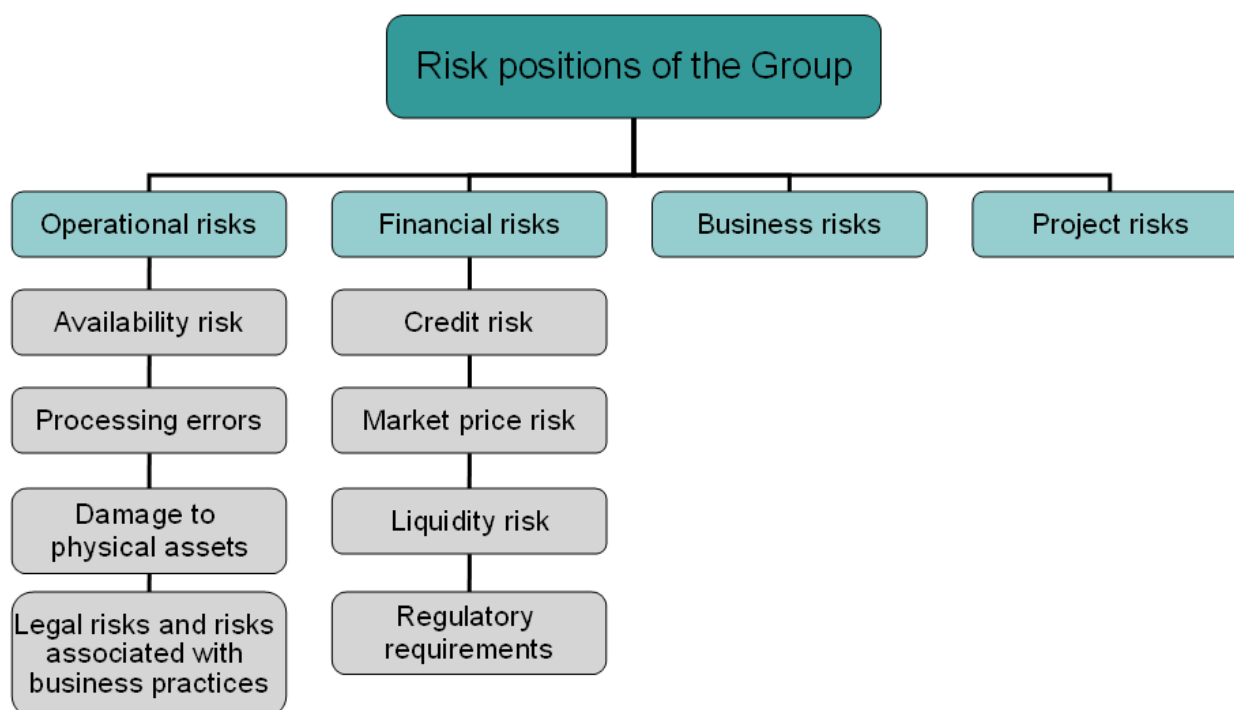 Risk positions of the Group
Operational risks
Financial risks
Business risks
Project risks
Availability risk
Credit risk
Processing errors
Market price risk
Damage to
physical assets
Liquidity risk
Legal risks and risks
associated with
business practices
Regulatory
requirements